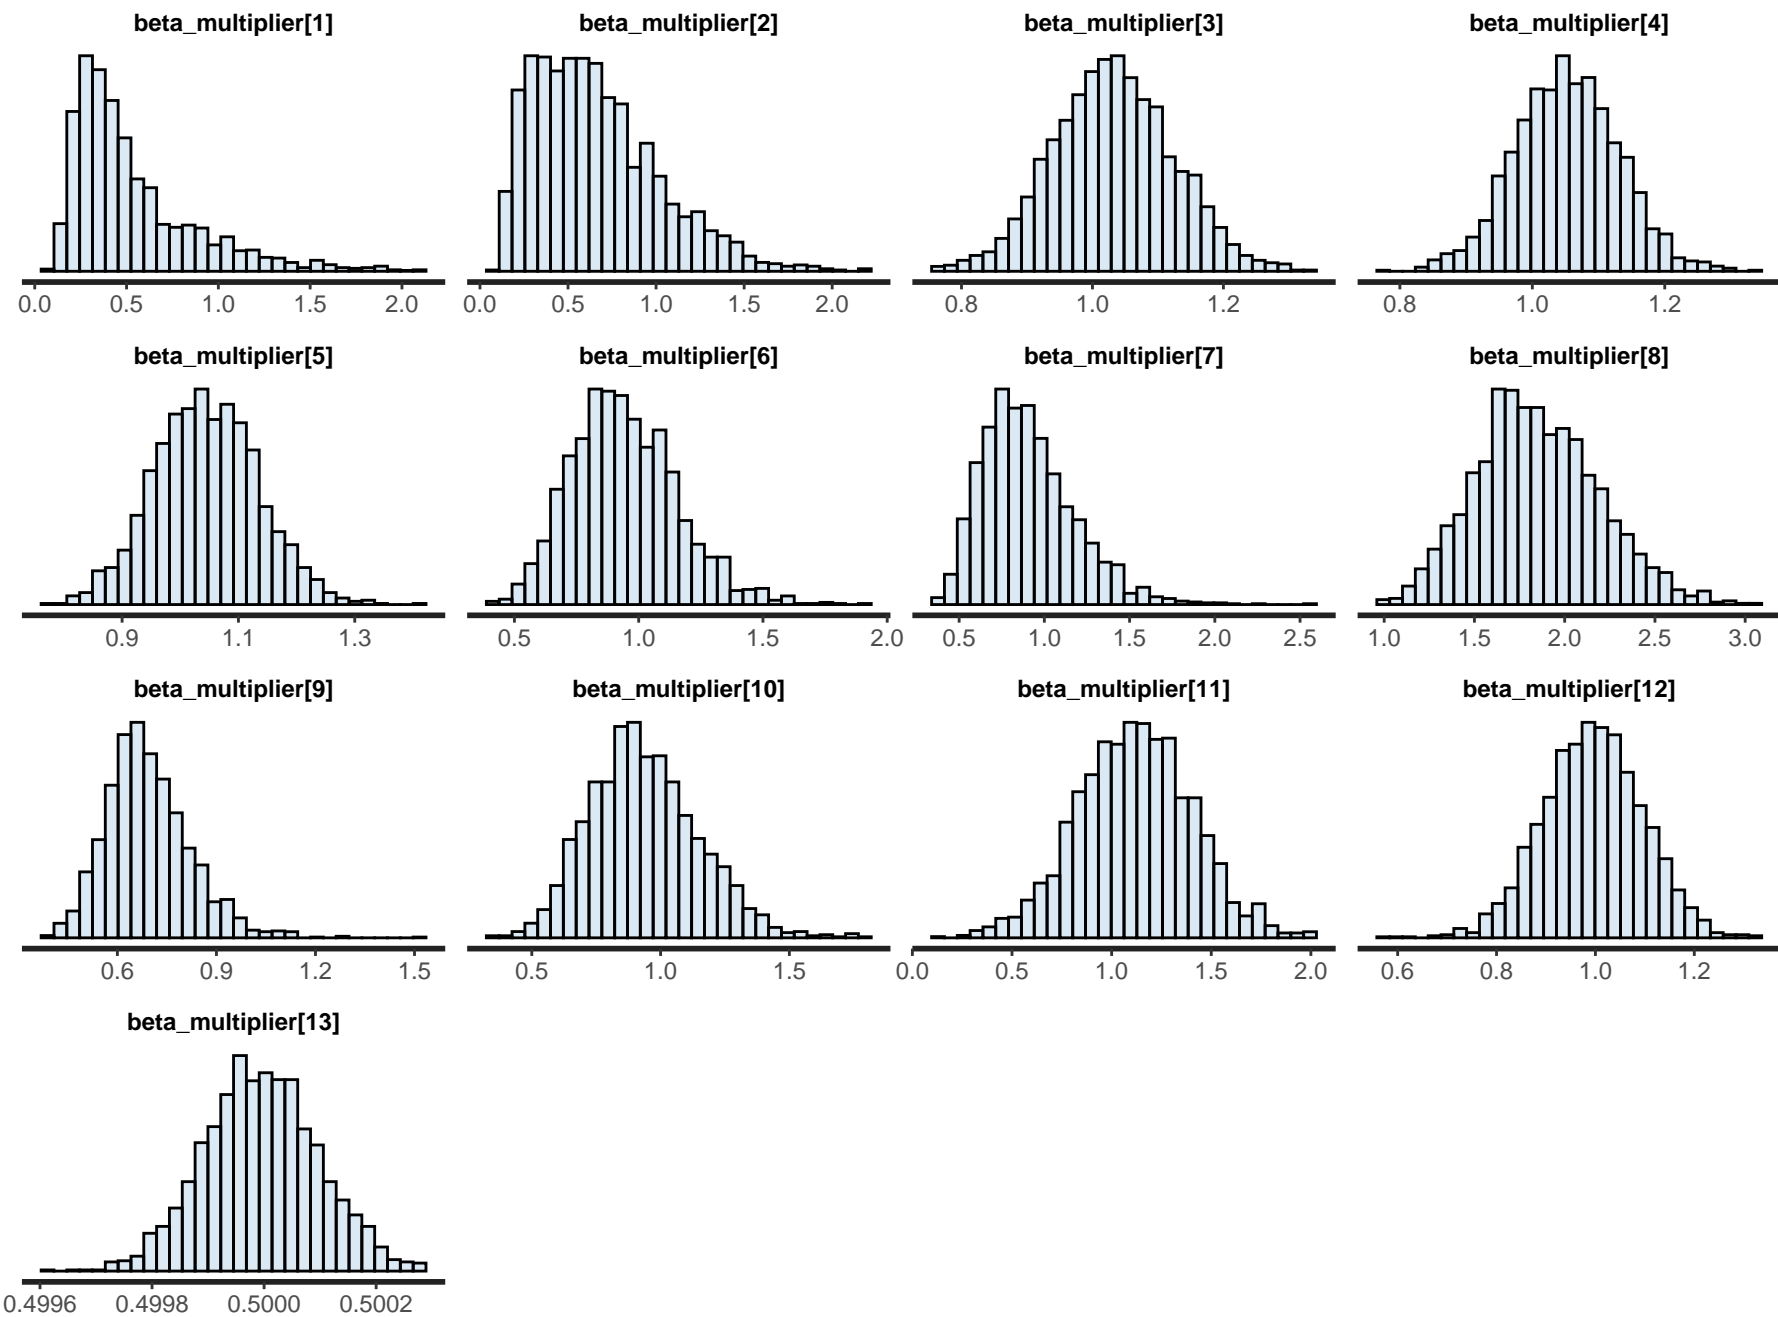 beta_multiplier[1] beta_multiplier[2] beta_multiplier[3] beta_multiplier[4]
0.0 0.5 1.0 1.5 2.0 0.0 0.5 1.0 1.5 2.0 0.8 1.0 1.2 0.8 1.0 1.2
beta_multiplier[5] beta_multiplier[6] beta_multiplier[7] beta_multiplier[8]
0.9 1.1 1.3 0.5 1.0 1.5 2.0 0.5 1.0 1.5 2.0 2.5 1.0 1.5 2.0 2.5 3.0
beta_multiplier[9] beta_multiplier[10] beta_multiplier[11] beta_multiplier[12]
0.6 0.9 1.2 1.5 0.5 1.0 1.5 0.0 0.5 1.0 1.5 2.0 0.6 0.8 1.0 1.2
beta_multiplier[13]
0.4996 0.4998 0.5000 0.5002